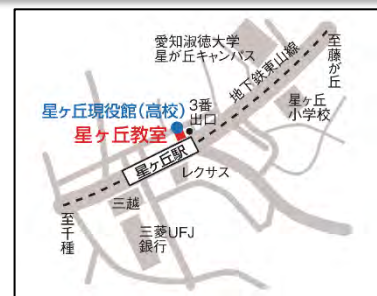 愛知淑徳大学
星が丘キャンパス
地下鉄東山線
至藤が丘
星ヶ丘現役館(高校)
3番
出口
星ヶ丘
小学校
星ヶ丘教室
星ヶ丘駅
レクサス
三越
至千種
三菱UFJ
銀行